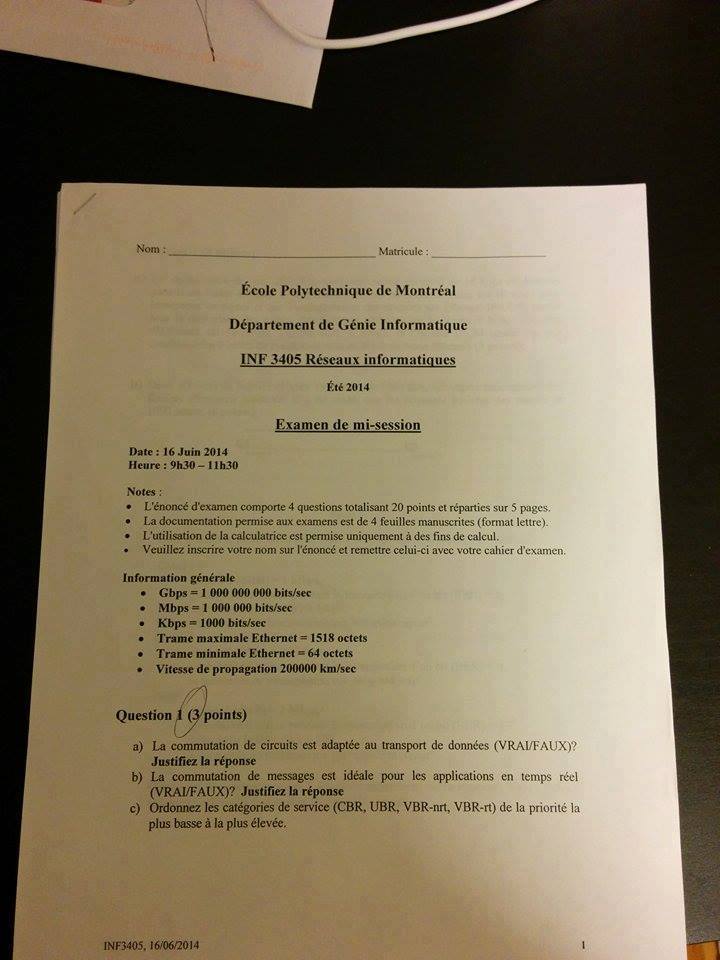 Nom : ____________________ Matricule : ____________________
École Polytechnique de Montréal
Département de Génie Informatique
INF 3405 Réseaux informatiques
Été 2014
Examen de mi-session
Date : 16 Juin 2014
Heure : 9h30 – 11h30
Notes :
• L'énoncé d'examen comporte 4 questions totalisant 20 points et réparties sur 5 pages.
• La documentation permise aux examens est de 4 feuilles manuscrites (format lettre).
• L'utilisation de la calculatrice est permise uniquement à des fins de calcul.
• Veuillez inscrire votre nom sur l'énoncé et remettre celui-ci avec votre cahier d'examen.
Information générale
• Gbps = 1 000 000 000 bits/sec
• Mbps = 1 000 000 bits/sec
• Kbps = 1000 bits/sec
• Trame maximale Ethernet = 1518 octets
• Trame minimale Ethernet = 64 octets
• Vitesse de propagation 200000 km/sec
Question 1 (3 points)
a) La commutation de circuits est adaptée au transport de données (VRAI/FAUX)?
Justifiez la réponse
b) La commutation de messages est idéale pour les applications en temps réel
(VRAI/FAUX)? Justifiez la réponse
c) Ordonnez les catégories de service (CBR, UBR, VBR-nrt, VBR-rt) de la priorité la
plus basse à la plus élevée.
INF3405, 16/06/2014 1